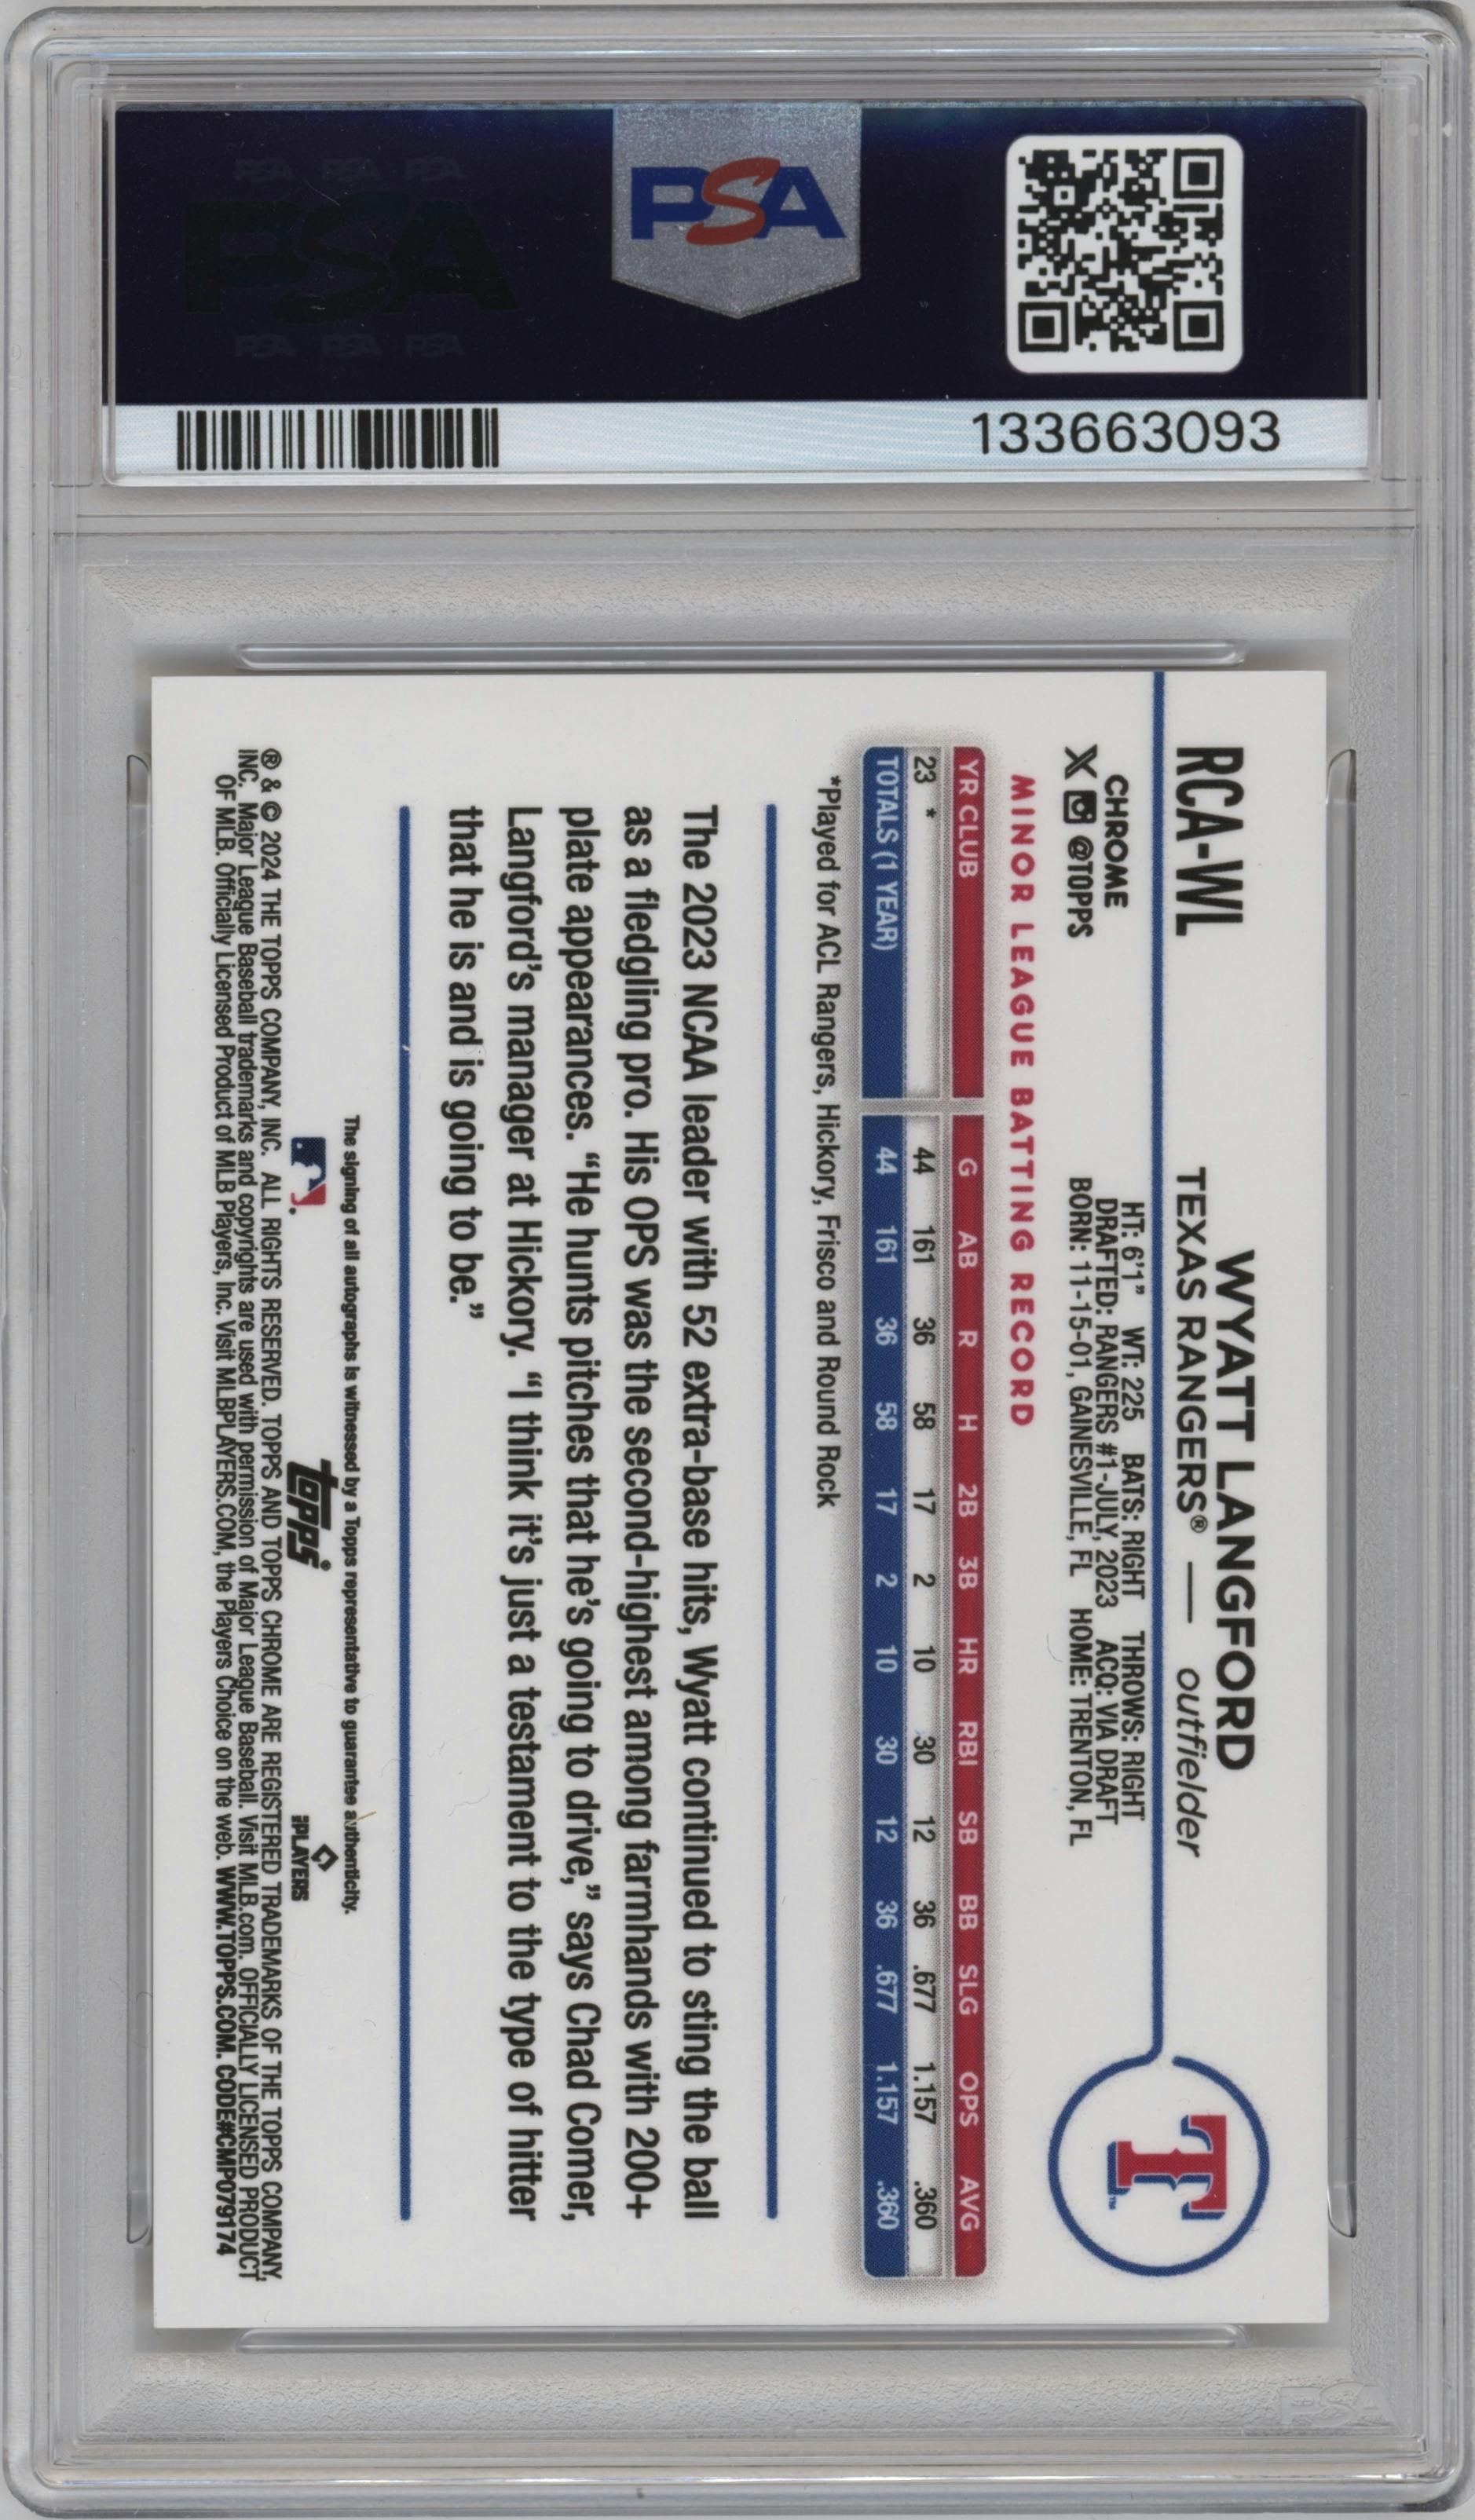 PSA PSA PSA
PSA
PSA PSA PSA
PSA
133663093
RCA-WL
CHROME
X @TOPPS
WYATT LANGFORD
TEXAS RANGERS® — outfielder
HT: 6'1" WT: 225 BATS: RIGHT THROWS: RIGHT
DRAFTED: RANGERS #1-JULY, 2023 ACQ: VIA DRAFT
BORN: 11-15-01, GAINESVILLE, FL HOME: TRENTON, FL
T™
MINOR LEAGUE BATTING RECORD
YR CLUB G AB R H 2B 3B HR RBI SB BB SLG OPS AVG
23 * 44 161 36 58 17 2 10 30 12 36 .677 1.157 .360
TOTALS (1 YEAR) 44 161 36 58 17 2 10 30 12 36 .677 1.157 .360
*Played for ACL Rangers, Hickory, Frisco and Round Rock
The 2023 NCAA leader with 52 extra-base hits, Wyatt continued to sting the ball
as a fledgling pro. His OPS was the second-highest among farmhands with 200+
plate appearances. “He hunts pitches that he’s going to drive,” says Chad Comer,
Langford’s manager at Hickory. “I think it’s just a testament to the type of hitter
that he is and is going to be.”
The signing of all autographs is witnessed by a Topps representative to guarantee authenticity.
topps®
PLAYERS
® & © 2024 THE TOPPS COMPANY, INC. ALL RIGHTS RESERVED. TOPPS AND TOPPS CHROME ARE REGISTERED TRADEMARKS OF THE TOPPS COMPANY,
INC. Major League Baseball trademarks and copyrights are used with permission of Major League Baseball. Visit MLB.com. OFFICIALLY LICENSED PRODUCT
OF MLB. Officially Licensed Product of MLB Players, Inc. Visit MLBPLAYERS.COM, the Players Choice on the web. WWW.TOPPS.COM. CODE#CMP079174
PSA